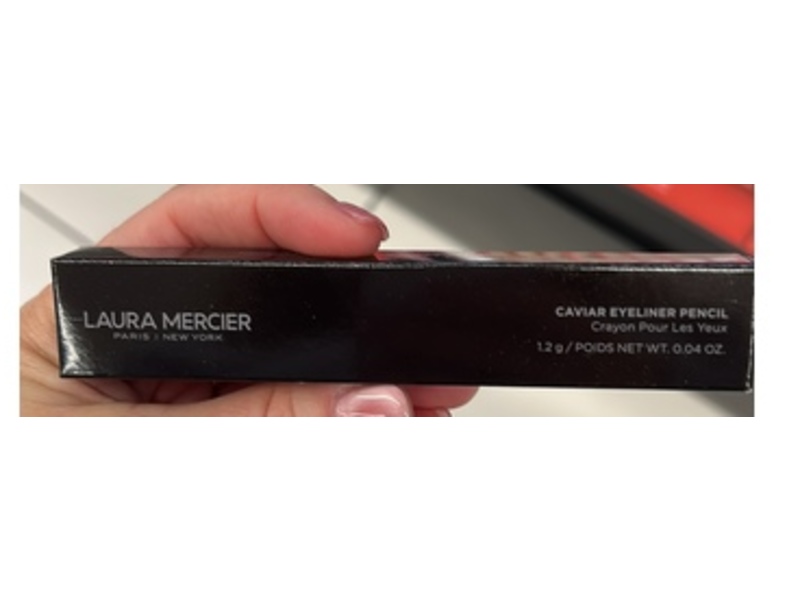 LAURA MERCIER
PARIS | NEW YORK
CAVIAR EYELINER PENCIL
Crayon Pour Les Yeux
1.2 g / POIDS NET WT. 0.04 OZ.